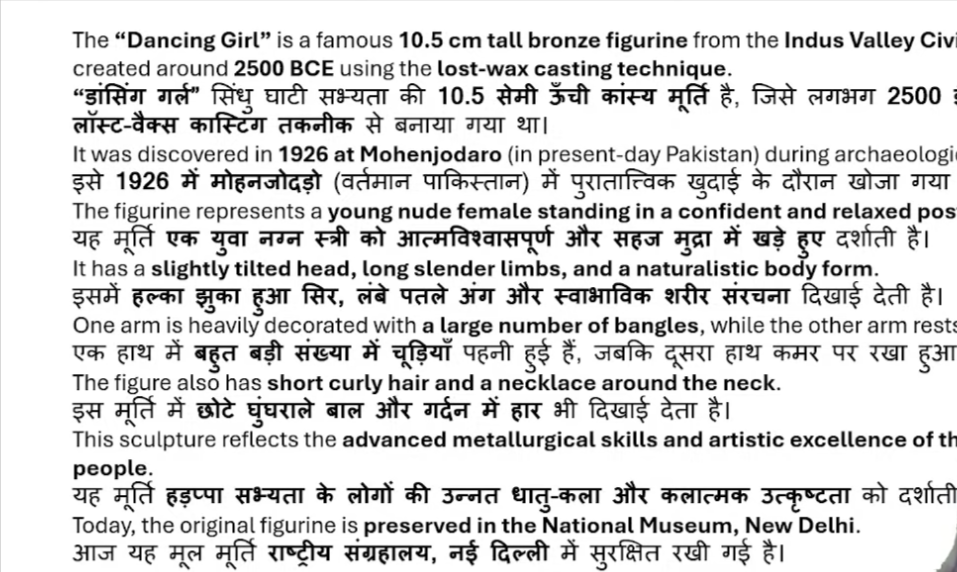 The “Dancing Girl” is a famous 10.5 cm tall bronze figurine from the Indus Valley
created around 2500 BCE using the lost-wax casting technique.
“डांसिंग गर्ल” सिंधु घाटी सभ्यता की 10.5 सेमी ऊँची कांस्य मूर्ति है, जिसे लगभग 2500
लॉस्ट-वैक्स कास्टिंग तकनीक से बनाया गया था।
It was discovered in 1926 at Mohenjodaro (in present-day Pakistan) during
इसे 1926 में मोहनजोदड़ो (वर्तमान पाकिस्तान) में पुरातात्त्विक खुदाई के दौरान खोजा गया
The figurine represents a young nude female standing in a confident and relaxed
यह मूर्ति एक युवा नग्न स्त्री को आत्मविश्वासपूर्ण और सहज मुद्रा में खड़े हुए दर्शाती है।
It has a slightly tilted head, long slender limbs, and a naturalistic body form.
इसमें हल्का झुका हुआ सिर, लंबे पतले अंग और स्वाभाविक शरीर संरचना दिखाई देती है।
One arm is heavily decorated with a large number of bangles, while the other arm rests
एक हाथ में बहुत बड़ी संख्या में चूड़ियाँ पहनी हुई हैं, जबकि दूसरा हाथ कमर पर रखा हुआ
The figure also has short curly hair and a necklace around the neck.
इस मूर्ति में छोटे घुंघराले बाल और गर्दन में हार भी दिखाई देता है।
This sculpture reflects the advanced metallurgical skills and artistic excellence of
people.
यह मूर्ति हड़प्पा सभ्यता के लोगों की उन्नत धातु-कला और कलात्मक उत्कृष्टता को दर्शाती
Today, the original figurine is preserved in the National Museum, New Delhi.
आज यह मूल मूर्ति राष्ट्रीय संग्रहालय, नई दिल्ली में सुरक्षित रखी गई है।